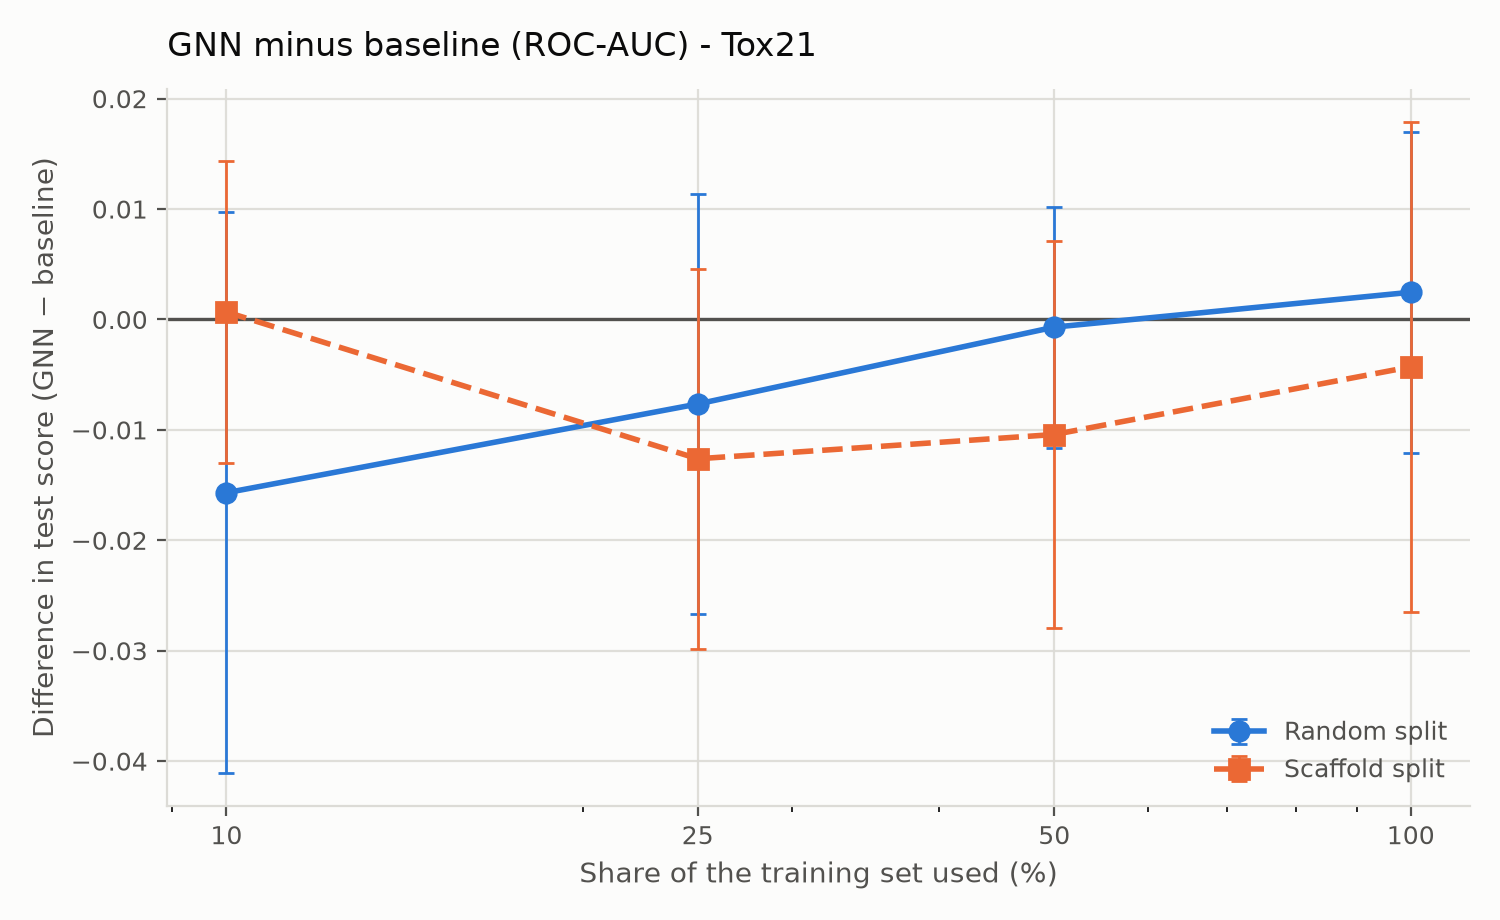 GNN minus baseline (ROC-AUC) - Tox21
Difference in test score (GNN − baseline)
0.02
0.01
0.00
−0.01
−0.02
−0.03
−0.04
Random split
Scaffold split
10
25
50
100
Share of the training set used (%)